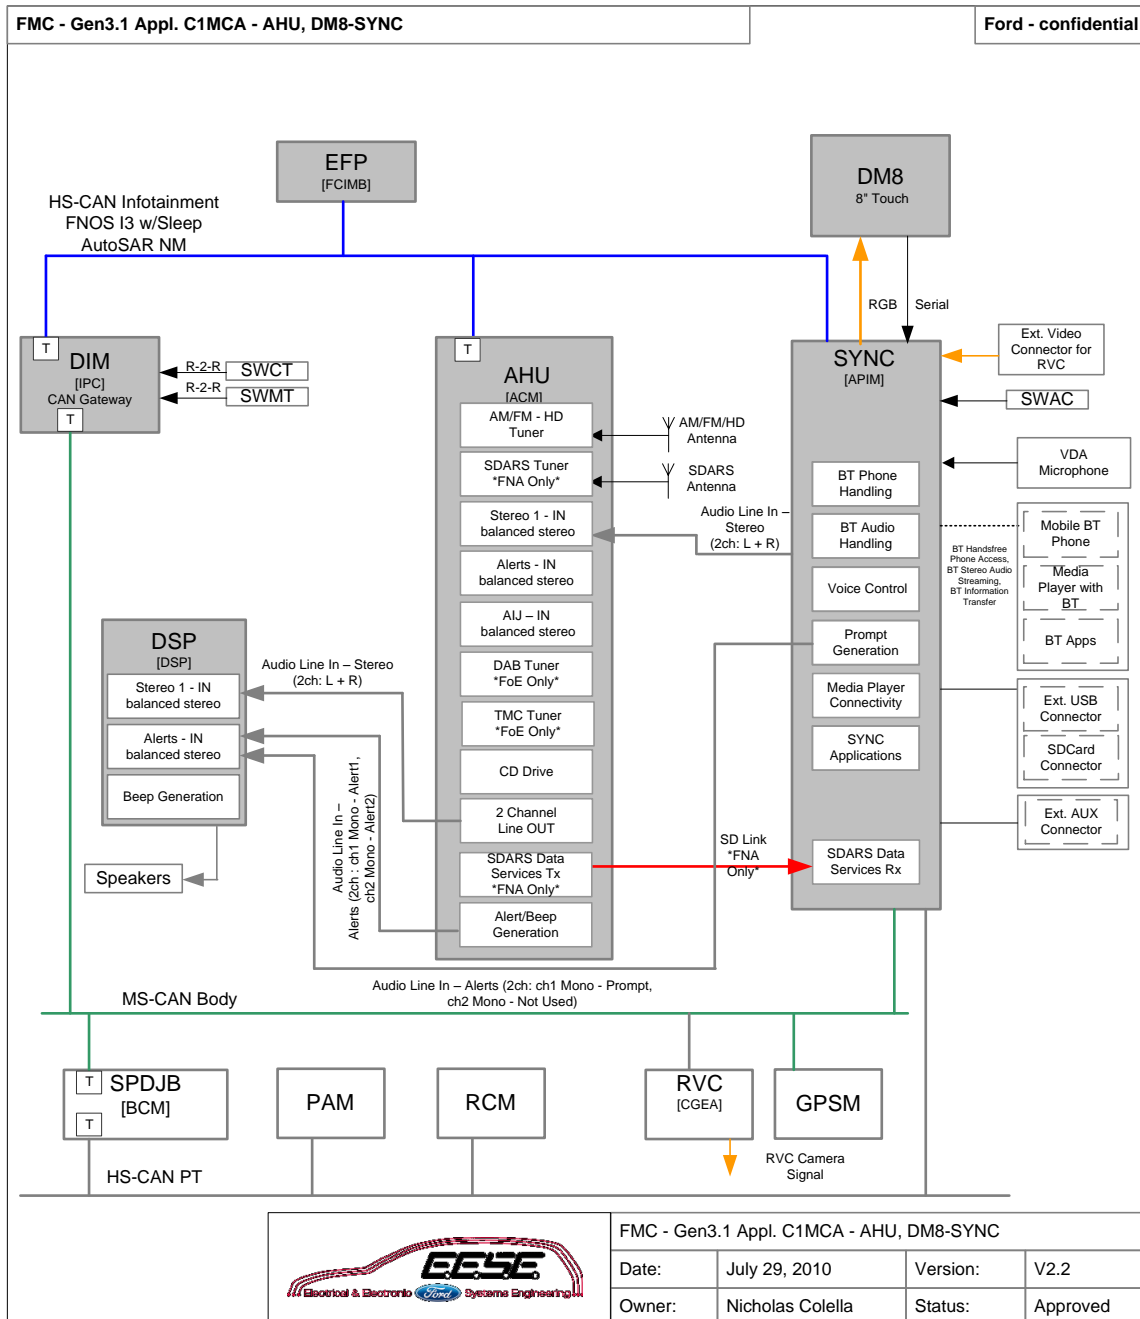 FMC - Gen3.1 Appl. C1MCA - AHU, DM8-SYNC
Ford - confidential
EFP
[FCIMB]
DM8
8" Touch
HS-CAN Infotainment
FNOS I3 w/Sleep
AutoSAR NM
RGB
Serial
T
DIM
[IPC]
CAN Gateway
T
R-2-R
SWCT
R-2-R
SWMT
T
AHU
[ACM]
AM/FM - HD
Tuner
SDARS Tuner
*FNA Only*
Stereo 1 - IN
balanced stereo
Alerts - IN
balanced stereo
AIJ – IN
balanced stereo
DAB Tuner
*FoE Only*
TMC Tuner
*FoE Only*
CD Drive
2 Channel
Line OUT
SDARS Data
Services Tx
*FNA Only*
Alert/Beep
Generation
AM/FM/HD
Antenna
SDARS
Antenna
Audio Line In –
Stereo
(2ch: L + R)
SYNC
[APIM]
BT Phone
Handling
BT Audio
Handling
Voice Control
Prompt
Generation
Media Player
Connectivity
SYNC
Applications
SDARS Data
Services Rx
Ext. Video
Connector for
RVC
SWAC
VDA
Microphone
BT Handsfree
Phone Access,
BT Stereo Audio
Streaming,
BT Information
Transfer
Mobile BT
Phone
Media
Player with
BT
BT Apps
Ext. USB
Connector
SDCard
Connector
Ext. AUX
Connector
DSP
[DSP]
Stereo 1 - IN
balanced stereo
Alerts - IN
balanced stereo
Beep Generation
Speakers
Audio Line In – Stereo
(2ch: L + R)
Audio Line In –
Alerts (2ch : ch1 Mono - Alert1,
ch2 Mono - Alert2)
SD Link
*FNA
Only*
Audio Line In – Alerts (2ch: ch1 Mono - Prompt,
ch2 Mono - Not Used)
MS-CAN Body
T
SPDJB
[BCM]
T
PAM
RCM
RVC
[CGEA]
GPSM
RVC Camera
Signal
HS-CAN PT
EESE
Electrical & Electronic Ford Systems Engineering
FMC - Gen3.1 Appl. C1MCA - AHU, DM8-SYNC
Date: July 29, 2010 Version: V2.2
Owner: Nicholas Colella Status: Approved